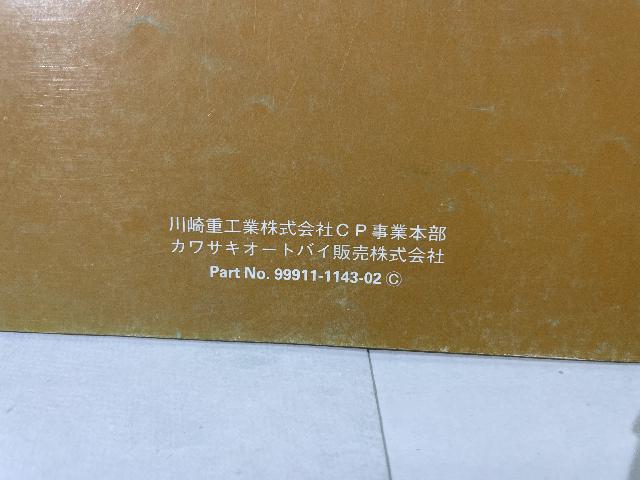 川崎重工業株式会社CP事業本部
カワサキオートバイ販売株式会社
Part No. 99911-1143-02 Ⓒ